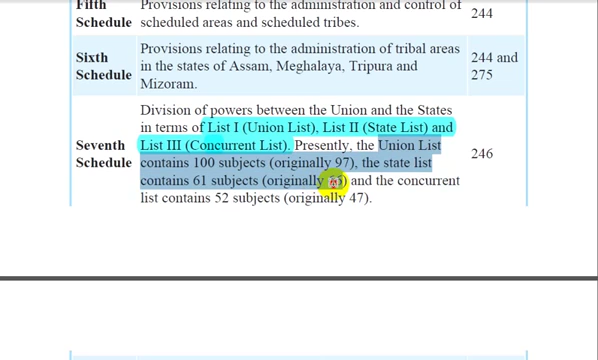 Fifth Provisions relating to the administration and control of
Schedule scheduled areas and scheduled tribes. 244
Provisions relating to the administration of tribal areas
Sixth in the states of Assam, Meghalaya, Tripura and 244 and
Schedule Mizoram. 275
Division of powers between the Union and the States
in terms of List I (Union List), List II (State List) and
List III (Concurrent List). Presently, the Union List
Seventh contains 100 subjects (originally 97), the state list 246
Schedule contains 61 subjects (originally and the concurrent
list contains 52 subjects (originally 47).